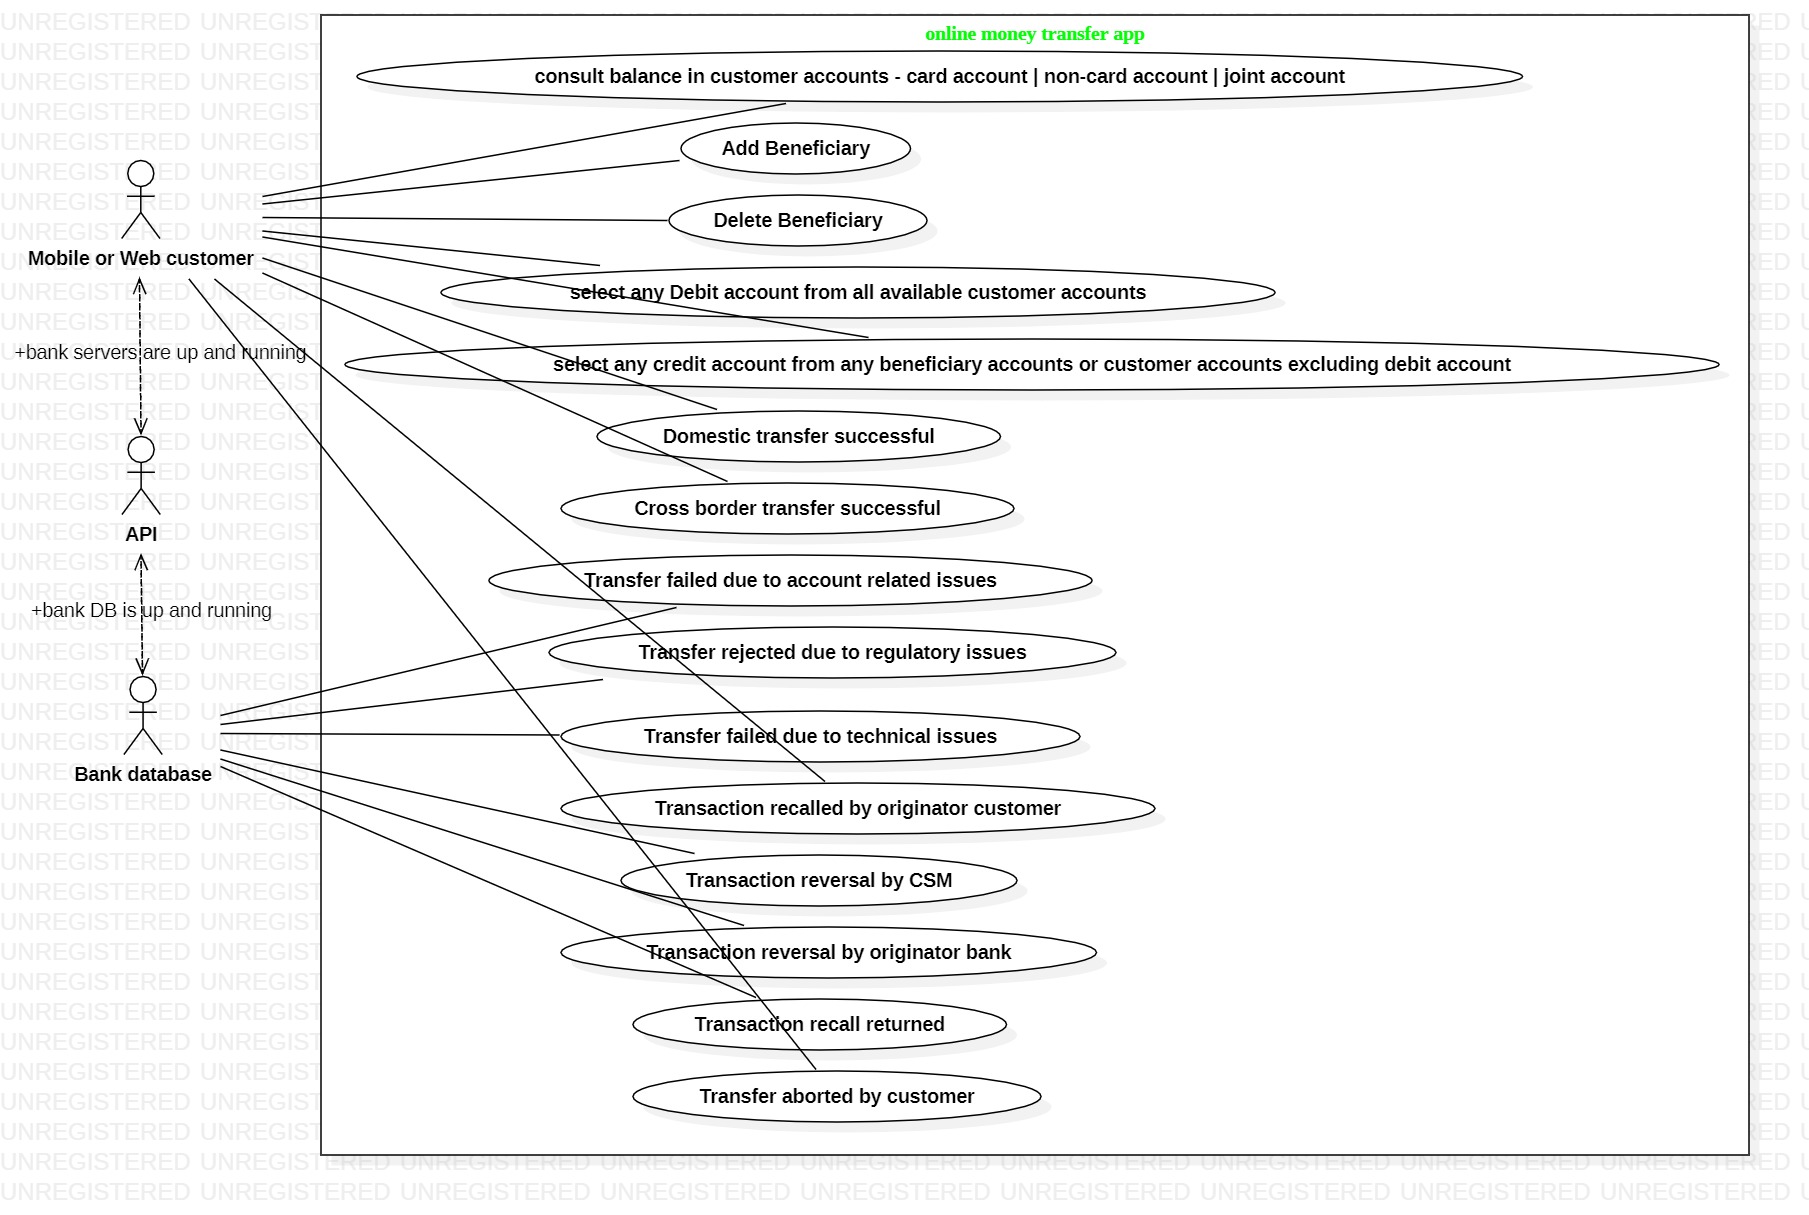 online money transfer app
consult balance in customer accounts - card account | non-card account | joint account
Add Beneficiary
Delete Beneficiary
Mobile or Web customer
select any Debit account from all available customer accounts
+bank servers are up and running
select any credit account from any beneficiary accounts or customer accounts excluding debit account
Domestic transfer successful
Cross border transfer successful
API
Transfer failed due to account related issues
+bank DB is up and running
Transfer rejected due to regulatory issues
Transfer failed due to technical issues
Bank database
Transaction recalled by originator customer
Transaction reversal by CSM
Transaction reversal by originator bank
Transaction recall returned
Transfer aborted by customer
UNREGISTERED UNREGISTERED UNREGISTERED UNREGISTERED UNREGISTERED UNREGISTERED UNREGISTERED UNREGISTERED UNREGISTERED